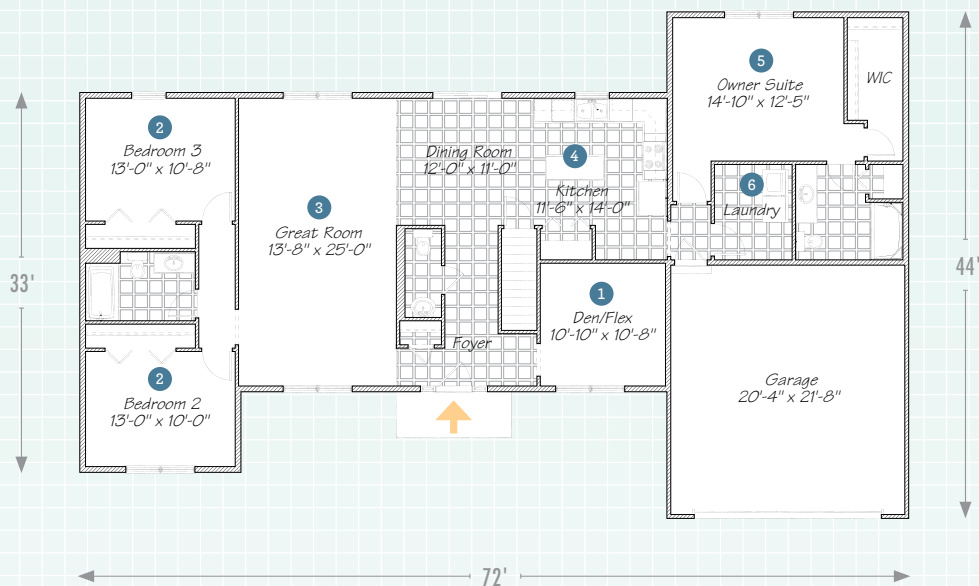 5
Owner Suite
14'-10" x 12'-5"
WIC
2
Bedroom 3
13'-0" x 10'-8"
Dining Room
12'-0" x 11'-0"
4
Kitchen
11'-6" x 14'-0"
6
Laundry
3
Great Room
13'-8" x 25'-0"
33'
44'
1
Den/Flex
10'-10" x 10'-8"
Foyer
2
Bedroom 2
13'-0" x 10'-0"
Garage
20'-4" x 21'-8"
72'